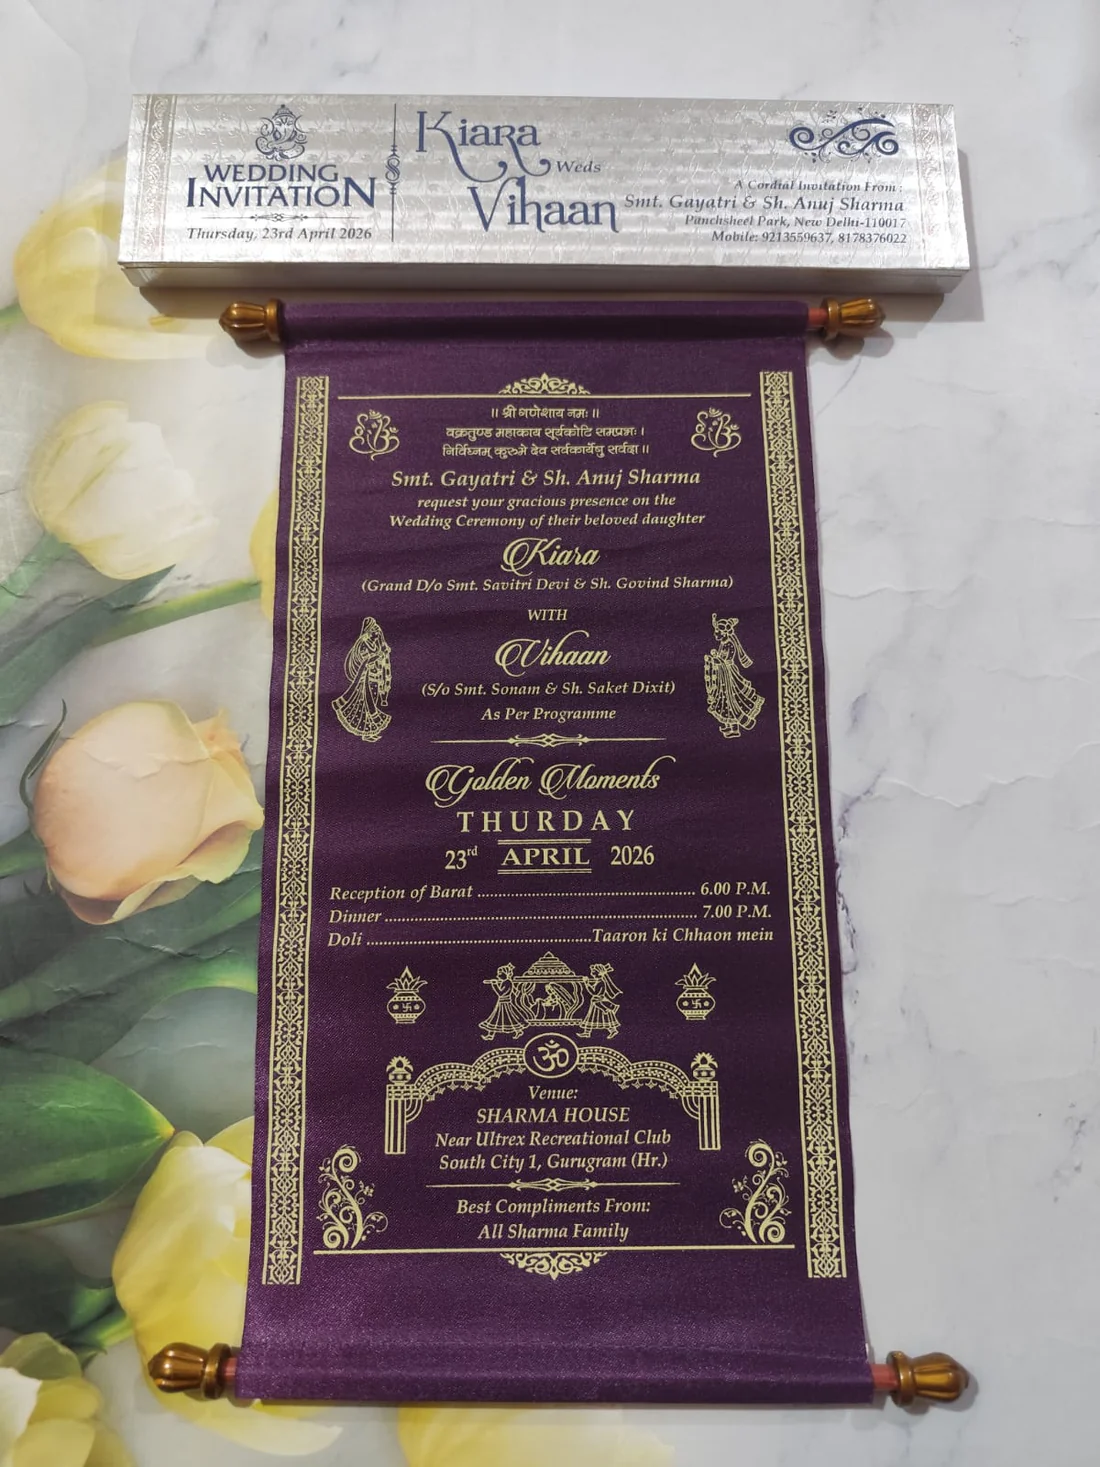 WEDDING
INVITATION
Thursday, 23rd April 2026
Kiara
Weds
Vihaan
A Cordial Invitation From :
Smt. Gayatri & Sh. Anuj Sharma
Panchsheel Park, New Delhi-110017
Mobile: 9213559637, 8178376022
॥ श्री गणेशाय नमः ॥
वक्रतुण्ड महाकाय सूर्यकोटि समप्रभः ।
निर्विघ्नम् कुरुमे देव सर्वकार्येषु सर्वदा ॥
Smt. Gayatri & Sh. Anuj Sharma
request your gracious presence on the
Wedding Ceremony of their beloved daughter
Kiara
(Grand D/o Smt. Savitri Devi & Sh. Govind Sharma)
WITH
Vihaan
(S/o Smt. Sonam & Sh. Saket Dixit)
As Per Programme
Golden Moments
THURDAY
23rd APRIL 2026
Reception of Barat ........................................................ 6.00 P.M.
Dinner ................................................................................ 7.00 P.M.
Doli .........................................................Taaron ki Chhaon mein
ॐ
Venue:
SHARMA HOUSE
Near Ultrex Recreational Club
South City 1, Gurugram (Hr.)
Best Compliments From:
All Sharma Family